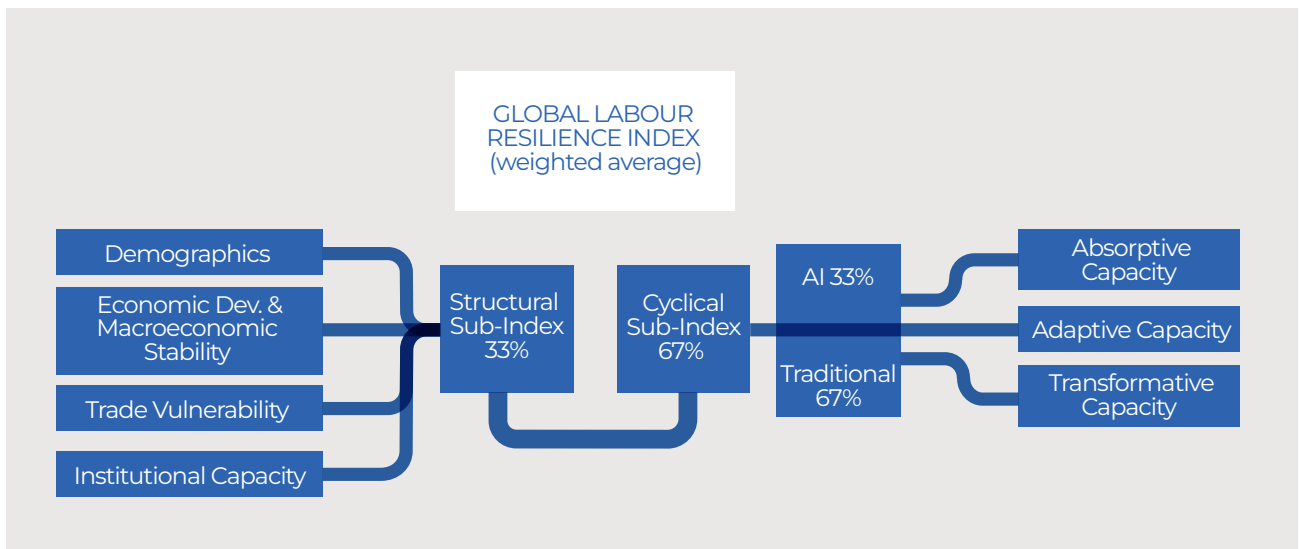 GLOBAL LABOUR
RESILIENCE INDEX
(weighted average)
Demographics
Economic Dev. &
Macroeconomic
Stability
Trade Vulnerability
Institutional Capacity
Structural
Sub-Index
33%
Cyclical
Sub-Index
67%
AI 33%
Traditional
67%
Absorptive
Capacity
Adaptive Capacity
Transformative
Capacity